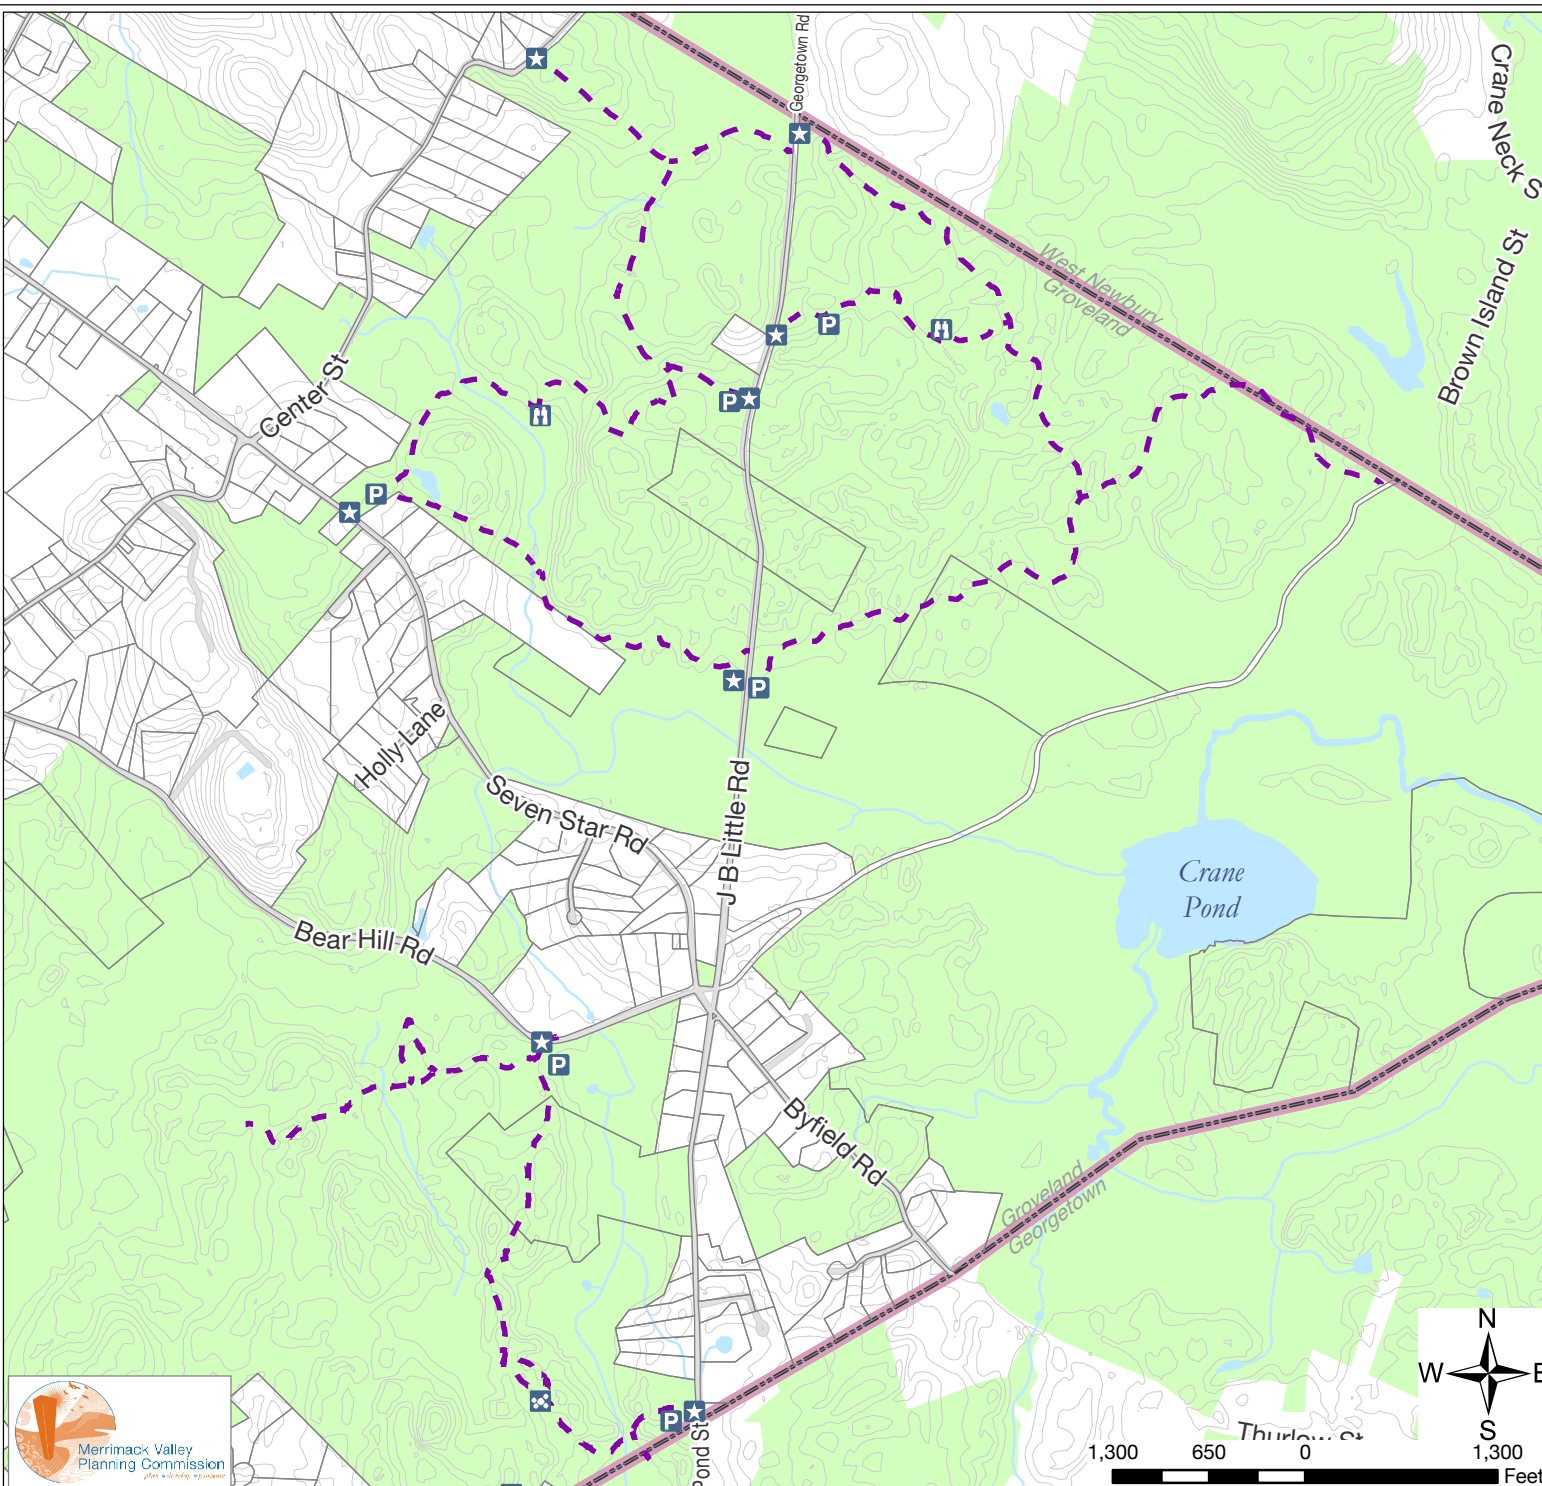 Georgetown Rd
Crane Neck S
West Newbury
Groveland
Brown Island St
Center St
P
P
P
P
Holly Lane
Seven Star Rd
J B Little Rd
Crane
Pond
Bear Hill Rd
P
Byfield Rd
Groveland
Georgetown
N
W E
S
P
Pond St
Thurlow St
Merrimack Valley
Planning Commission
1,300 650 0 1,300
Feet